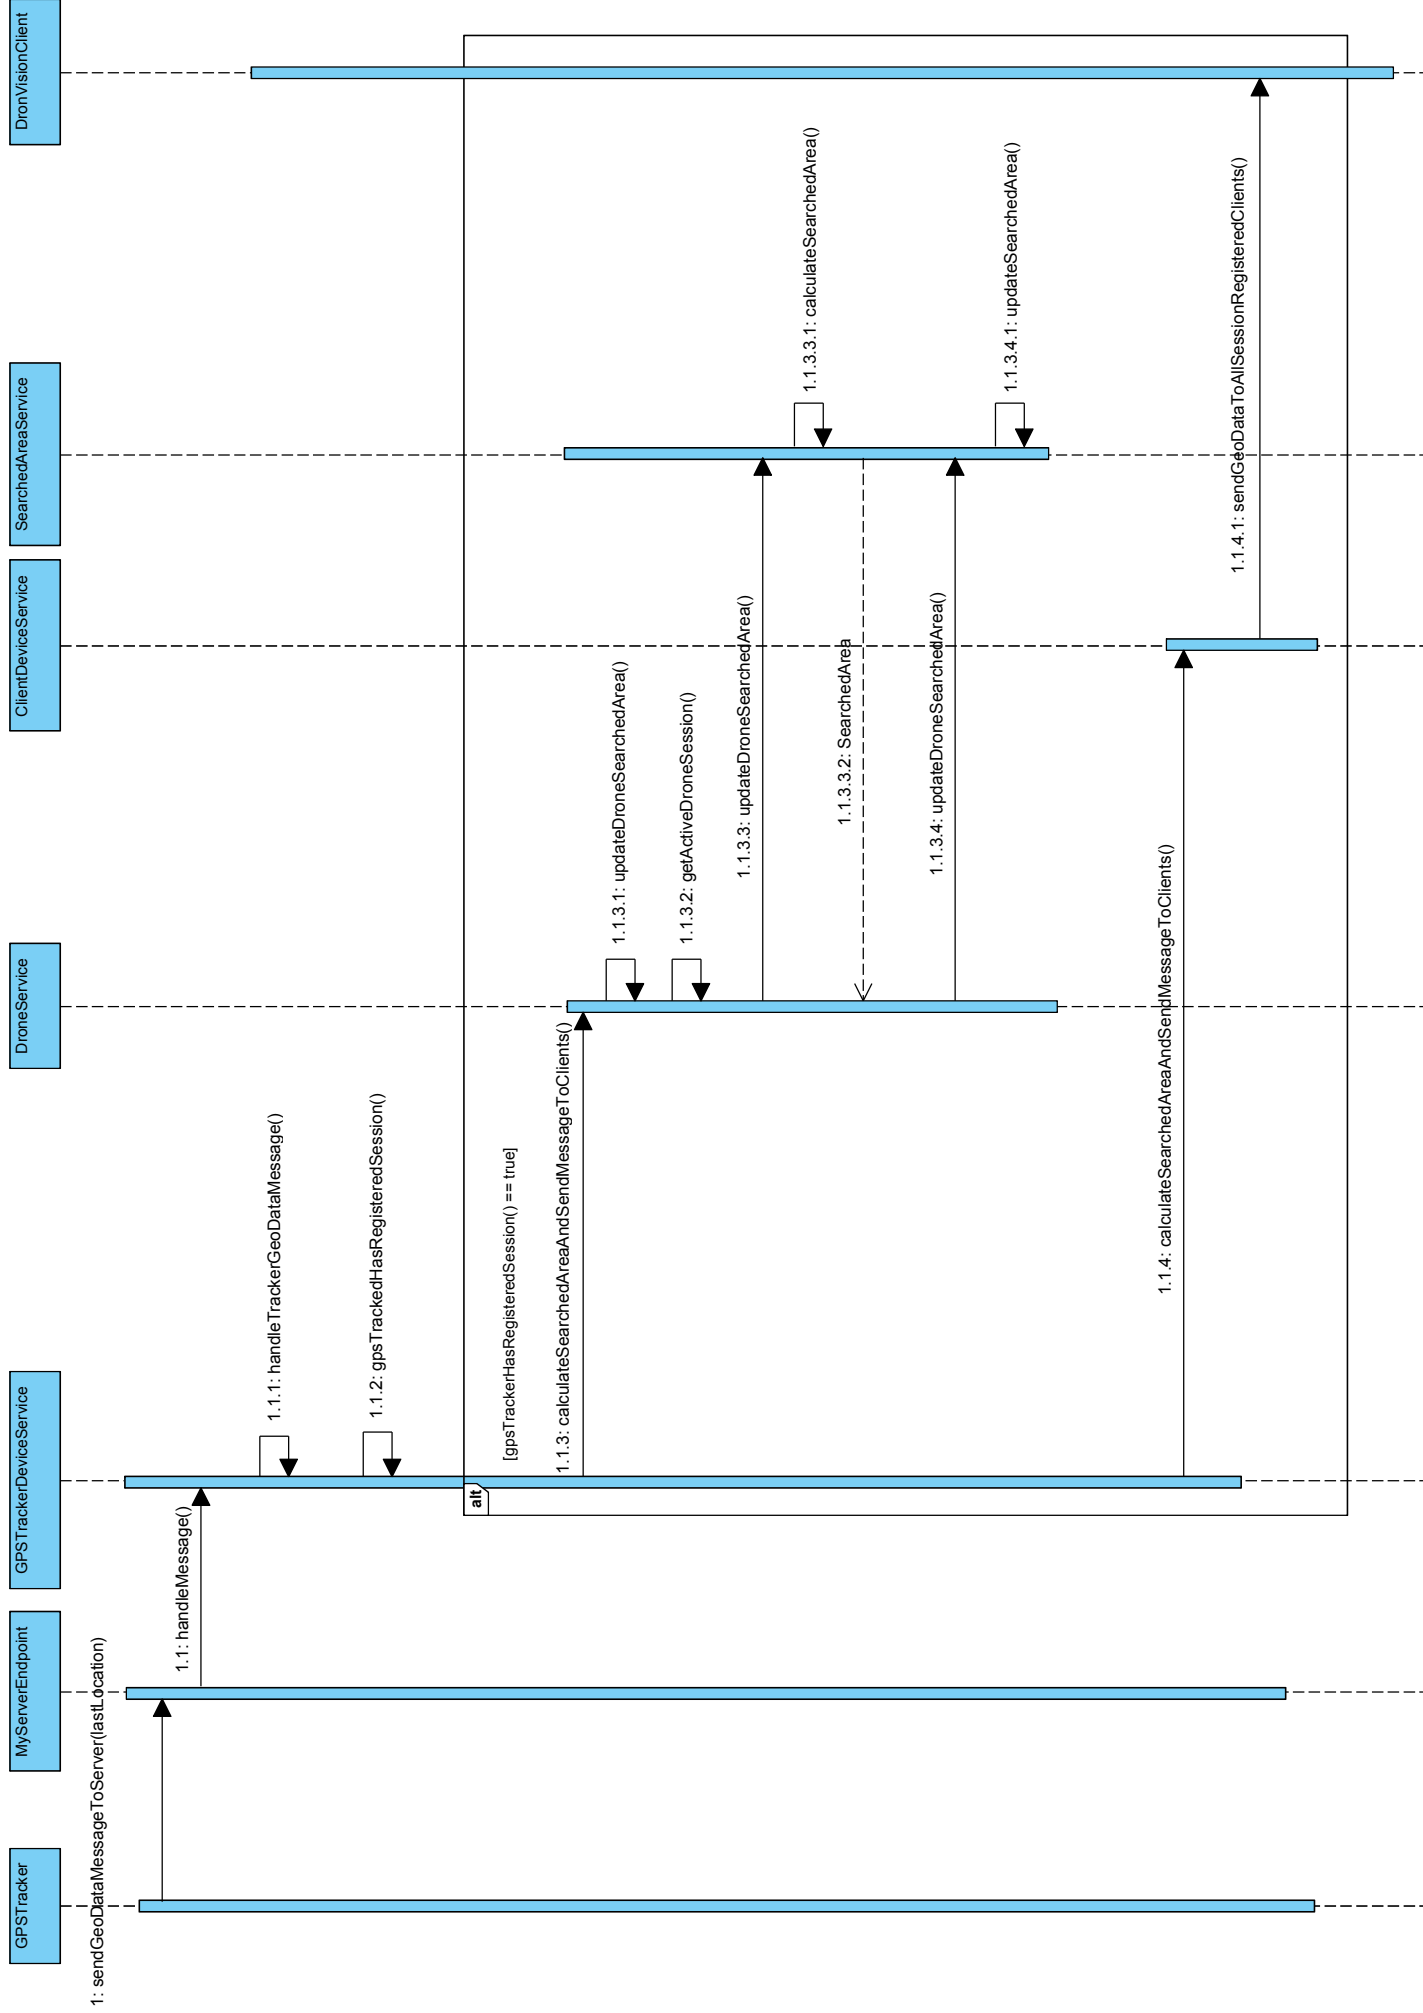 GPSTracker
MyServerEndpoint
GPSTrackerDeviceService
DroneService
ClientDeviceService
SearchedAreaService
DronVisionClient
1: sendGeoDataMessageToServer(lastLocation)
1.1: handleMessage()
1.1.1: handleTrackerGeoDataMessage()
1.1.2: gpsTrackedHasRegisteredSession()
alt
[gpsTrackerHasRegisteredSession() == true]
1.1.3: calculateSearchedAreaAndSendMessageToClients()
1.1.3.1: updateDroneSearchedArea()
1.1.3.2: getActiveDroneSession()
1.1.3.3: updateDroneSearchedArea()
1.1.3.3.1: calculateSearchedArea()
1.1.3.3.2: SearchedArea
1.1.3.4: updateDroneSearchedArea()
1.1.3.4.1: updateSearchedArea()
1.1.4: calculateSearchedAreaAndSendMessageToClients()
1.1.4.1: sendGeoDataToAllSessionRegisteredClients()